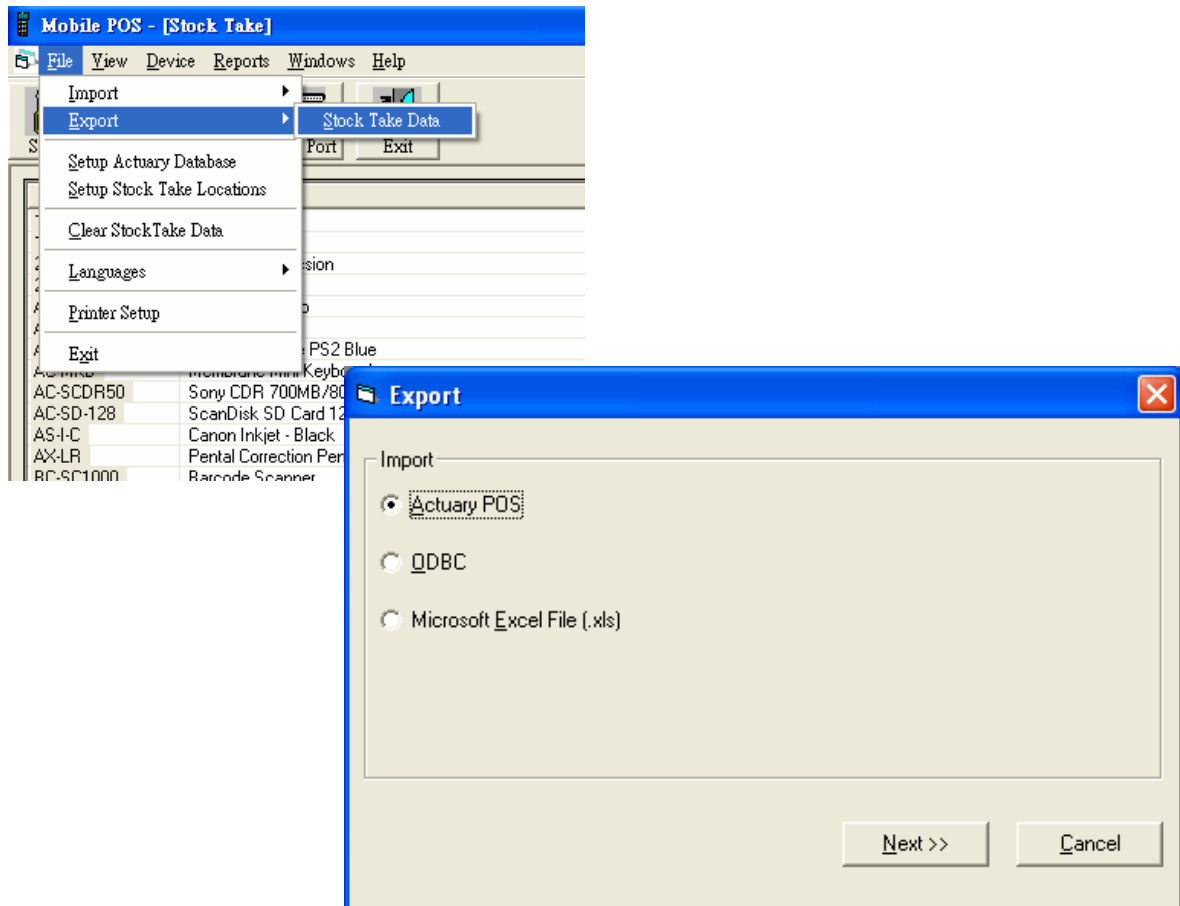 Mobile POS - [Stock Take]
File View Device Reports Windows Help
Import
Export
Stock Take Data
Port Exit
Setup Actuary Database
Setup Stock Take Locations
Clear StockTake Data
Languages
Printer Setup
Exit
PS2 Blue
AC-SCDR50 Sony CDR 700MB/80
AC-SD-128 ScanDisk SD Card 12
AS-I-C Canon Inkjet - Black
AX-LR Pental Correction Pen
BC-SC1000 Barcode Scanner
Export
Import
Actuary POS
ODBC
Microsoft Excel File (.xls)
Next >> Cancel